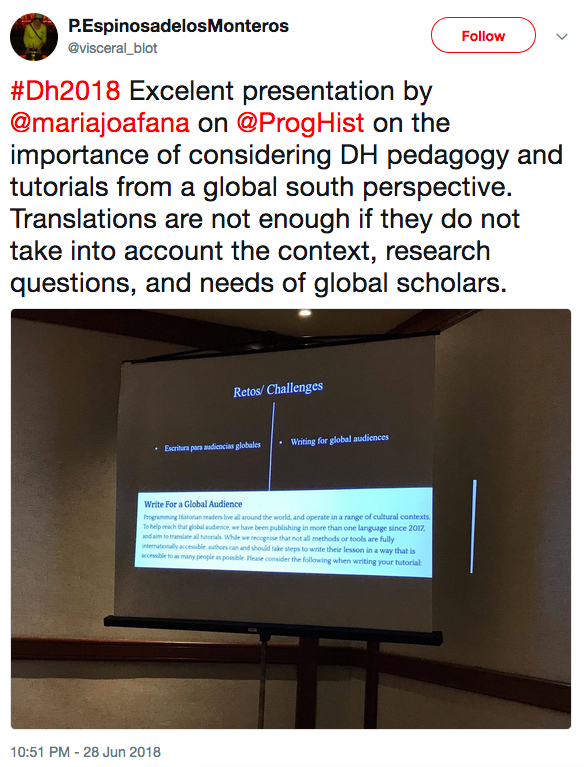 P.EspinosadelosMonteros
@visceral_blot
Follow
#Dh2018 Excelent presentation by
@mariajoafana on @ProgHist on the
importance of considering DH pedagogy and
tutorials from a global south perspective.
Translations are not enough if they do not
take into account the context, research
questions, and needs of global scholars.
Retos/ Challenges
• Escritura para audiencias globales
• Writing for global audiences
Write For a Global Audience
Programming Historian readers live all around the world, and operate in a range of cultural contexts.
To help reach that global audience, we have been publishing in more than one language since 2017,
and aim to translate all tutorials. While we recognise that not all methods or tools are fully
internationally accessible, authors can and should take steps to write their lesson in a way that is
accessible to as many people as possible. Please consider the following when writing your tutorial:
10:51 PM - 28 Jun 2018